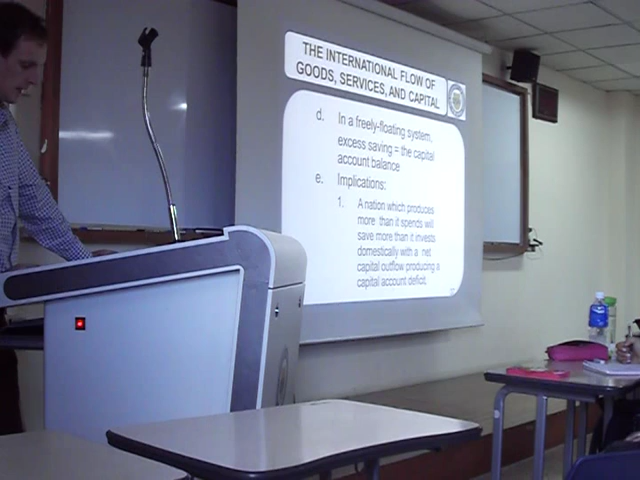 THE INTERNATIONAL FLOW OF
GOODS, SERVICES, AND CAPITAL
d. In a freely-floating system,
excess saving = the capital
account balance
e. Implications:
1. A nation which produces
more than it spends will
save more than it invests
domestically with a net
capital outflow producing a
capital account deficit.